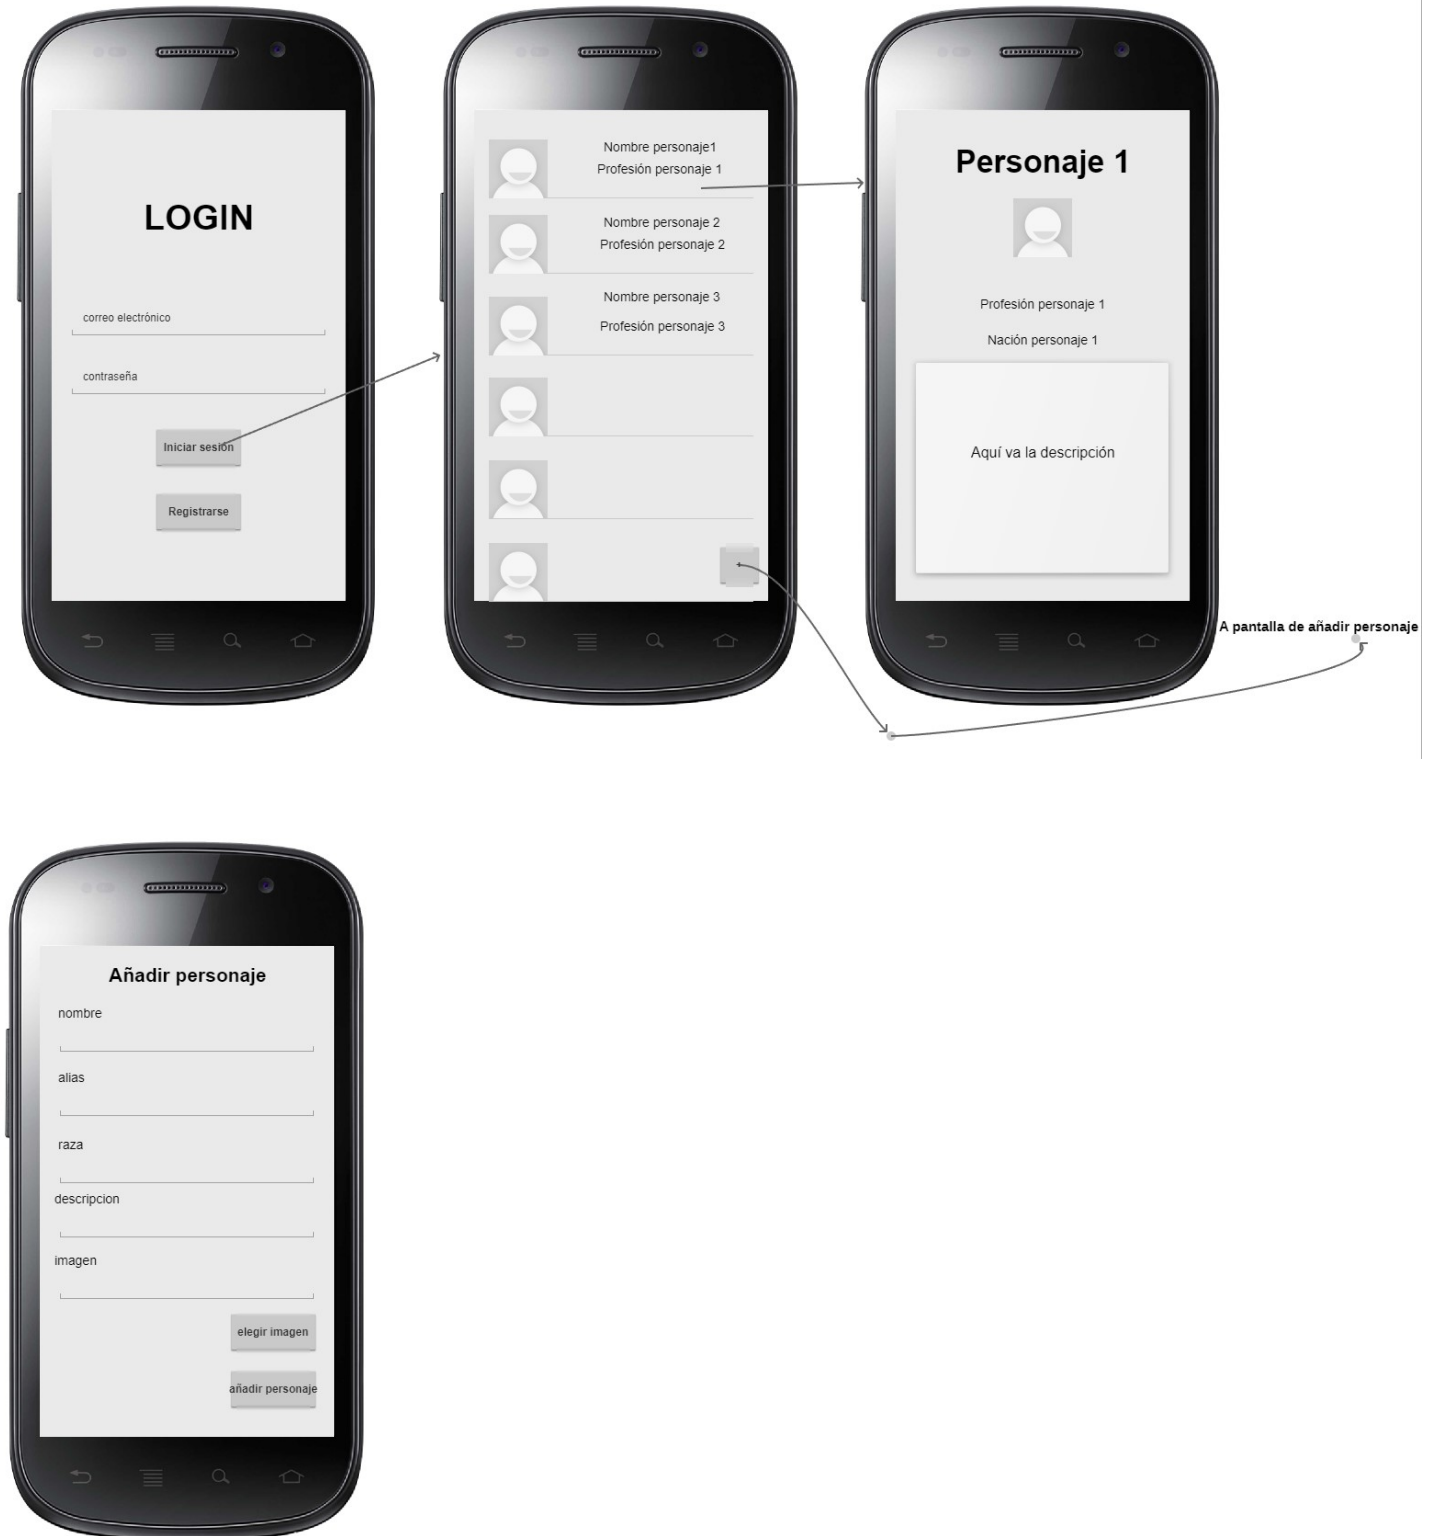 LOGIN
correo electrónico
contraseña
Iniciar sesión
Registrarse
Nombre personaje1
Profesión personaje 1
Nombre personaje 2
Profesión personaje 2
Nombre personaje 3
Profesión personaje 3
+
Personaje 1
Profesión personaje 1
Nación personaje 1
Aquí va la descripción
A pantalla de añadir personaje
Añadir personaje
nombre
alias
raza
descripcion
imagen
elegir imagen
añadir personaje